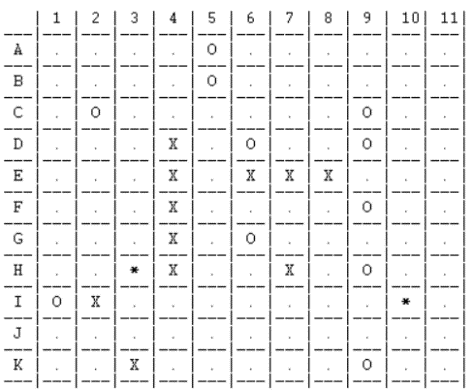 | 1 | 2 | 3 | 4 | 5 | 6 | 7 | 8 | 9 | 10| 11|
A | . | . | . | . | O | . | . | . | . | . | . |
B | . | . | . | . | O | . | . | . | . | . | . |
C | . | O | . | . | . | . | . | . | O | . | . |
D | . | . | . | X | . | O | . | . | O | . | . |
E | . | . | . | X | . | X | X | X | . | . | . |
F | . | . | . | X | . | . | . | . | O | . | . |
G | . | . | . | X | . | O | . | . | . | . | . |
H | . | . | * | X | . | . | X | . | O | . | . |
I | O | X | . | . | . | . | . | . | . | * | . |
J | . | . | . | . | . | . | . | . | . | . | . |
K | . | . | X | . | . | . | . | . | O | . | . |